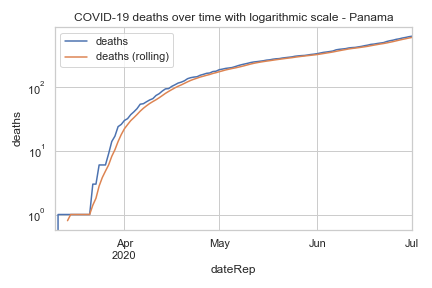 COVID-19 deaths over time with logarithmic scale - Panama
deaths
deaths (rolling)
10²
10¹
10⁰
deaths
Apr
2020
May
Jun
Jul
dateRep